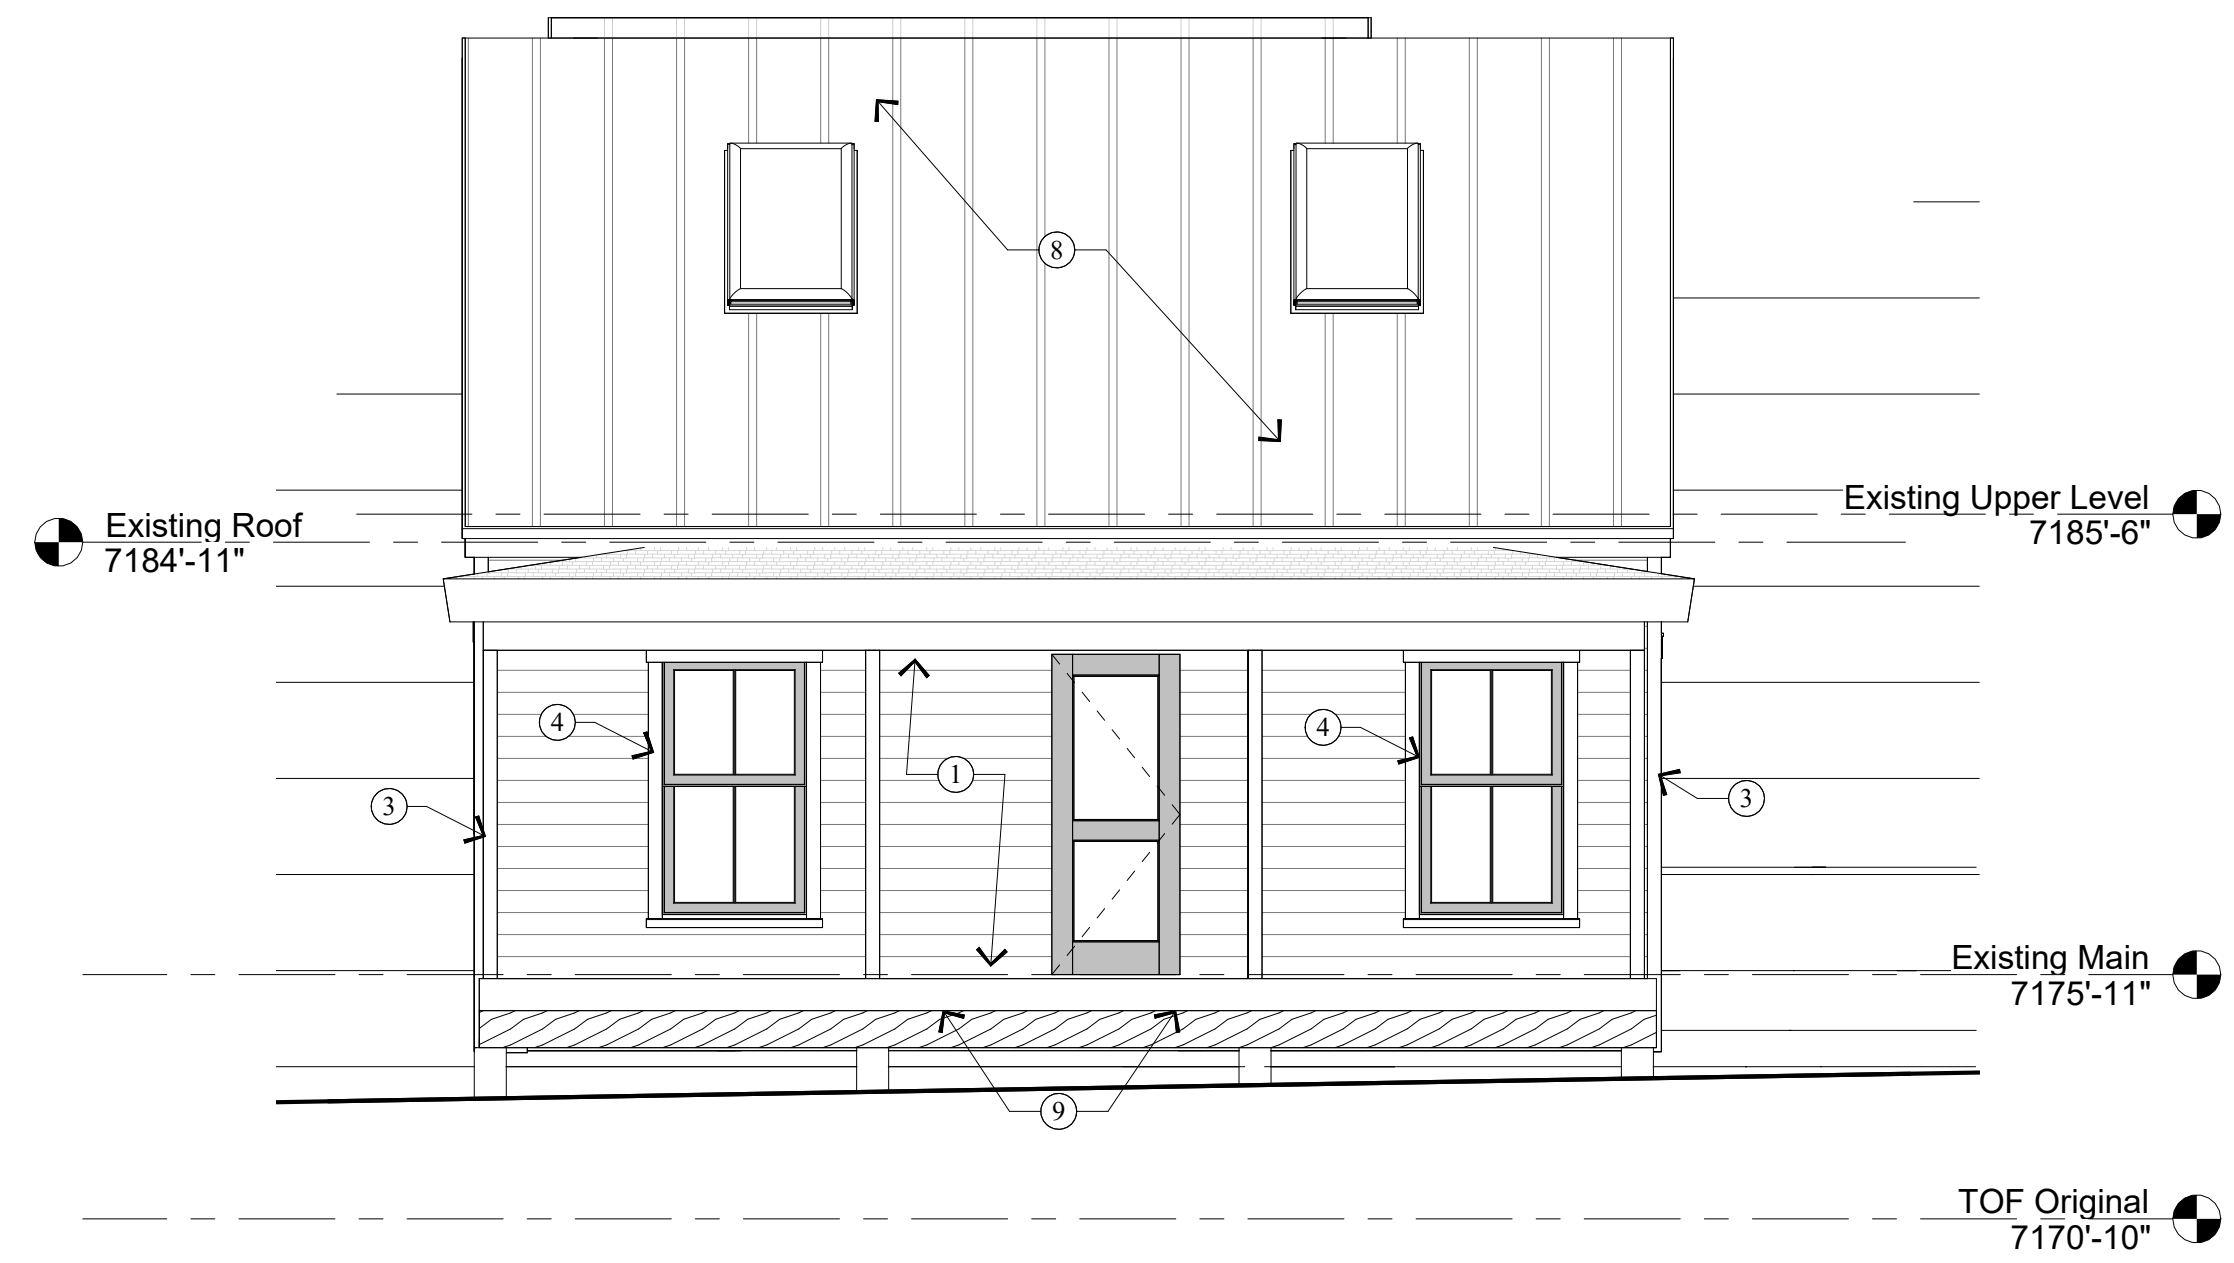 8
Existing Upper Level
7185'-6"
Existing Roof
7184'-11"
4
4
1
3
3
Existing Main
7175'-11"
9
TOF Original
7170'-10"